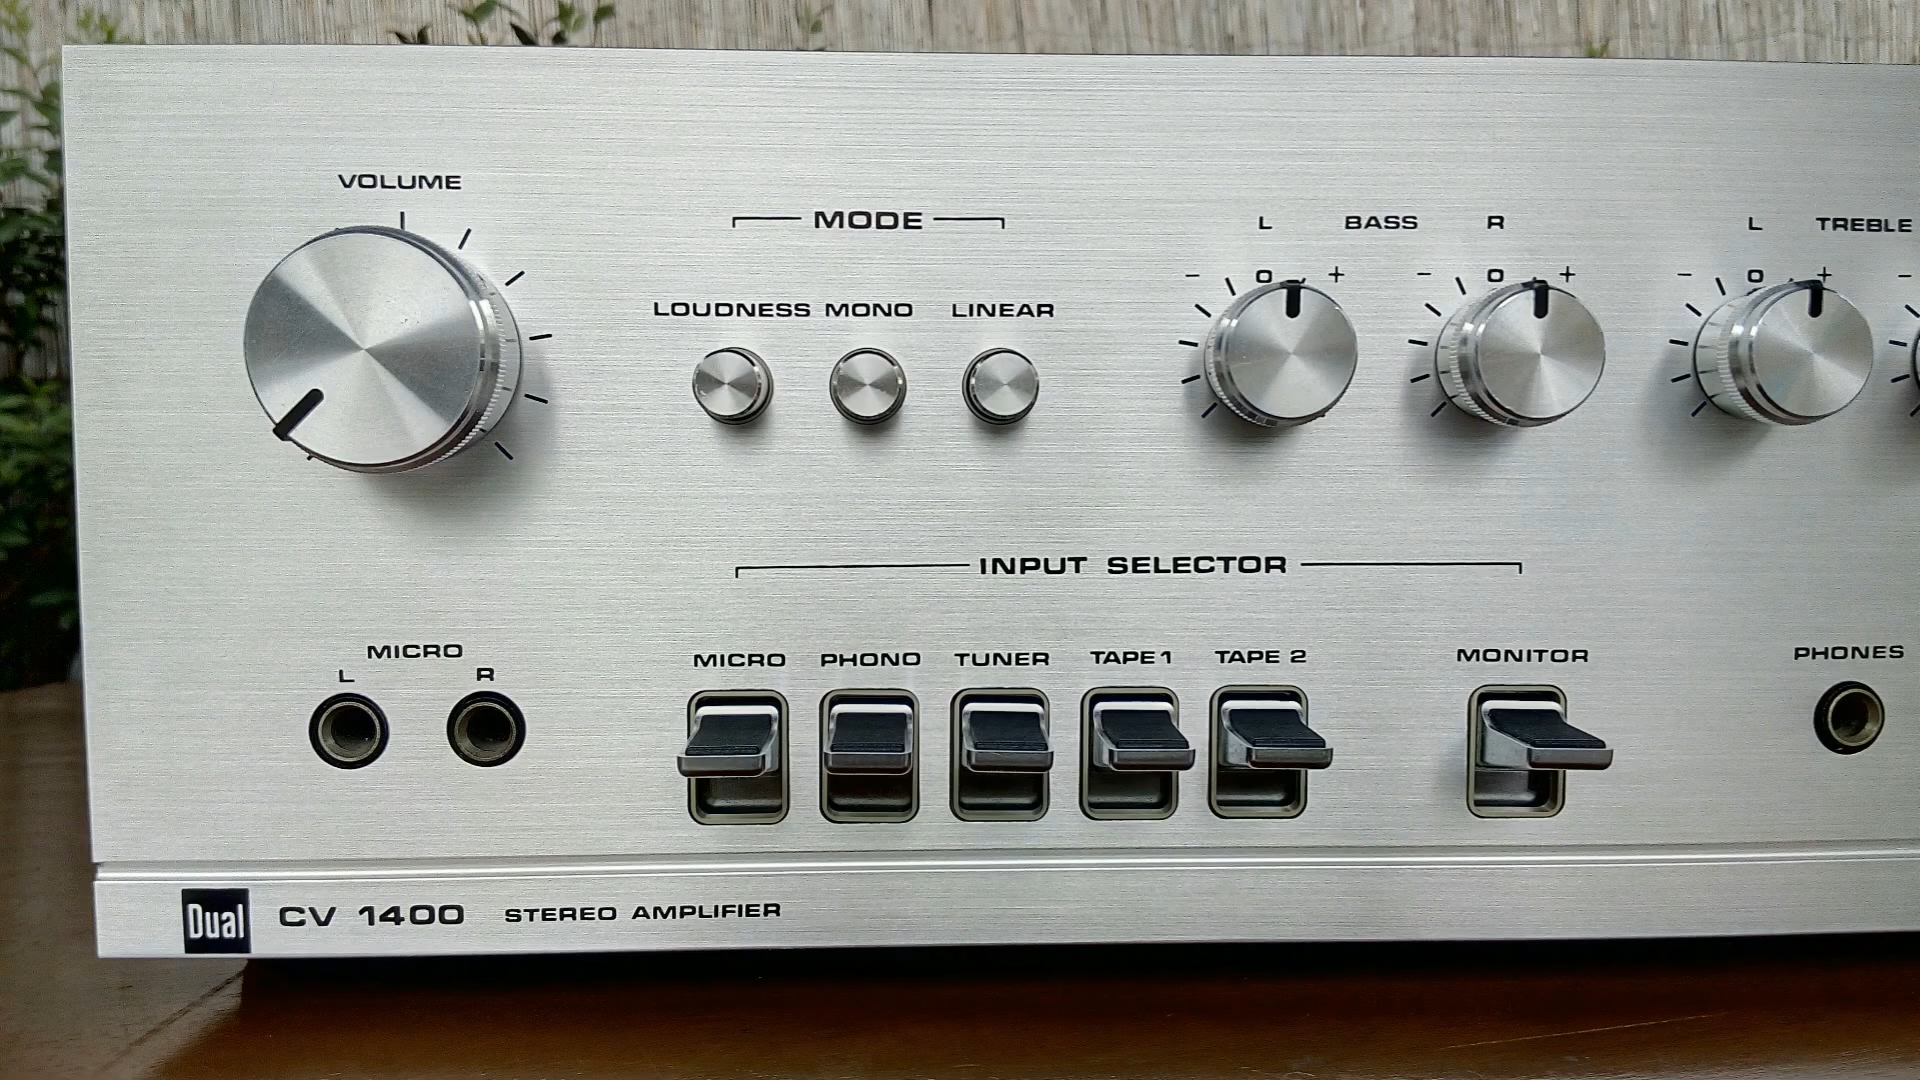 VOLUME
MODE
L BASS R
L TREBLE
- 0 +
- 0 +
- 0 +
-
LOUDNESS MONO LINEAR
INPUT SELECTOR
MICRO
L R
MICRO PHONO TUNER TAPE 1 TAPE 2 MONITOR PHONES
Dual CV 1400 STEREO AMPLIFIER